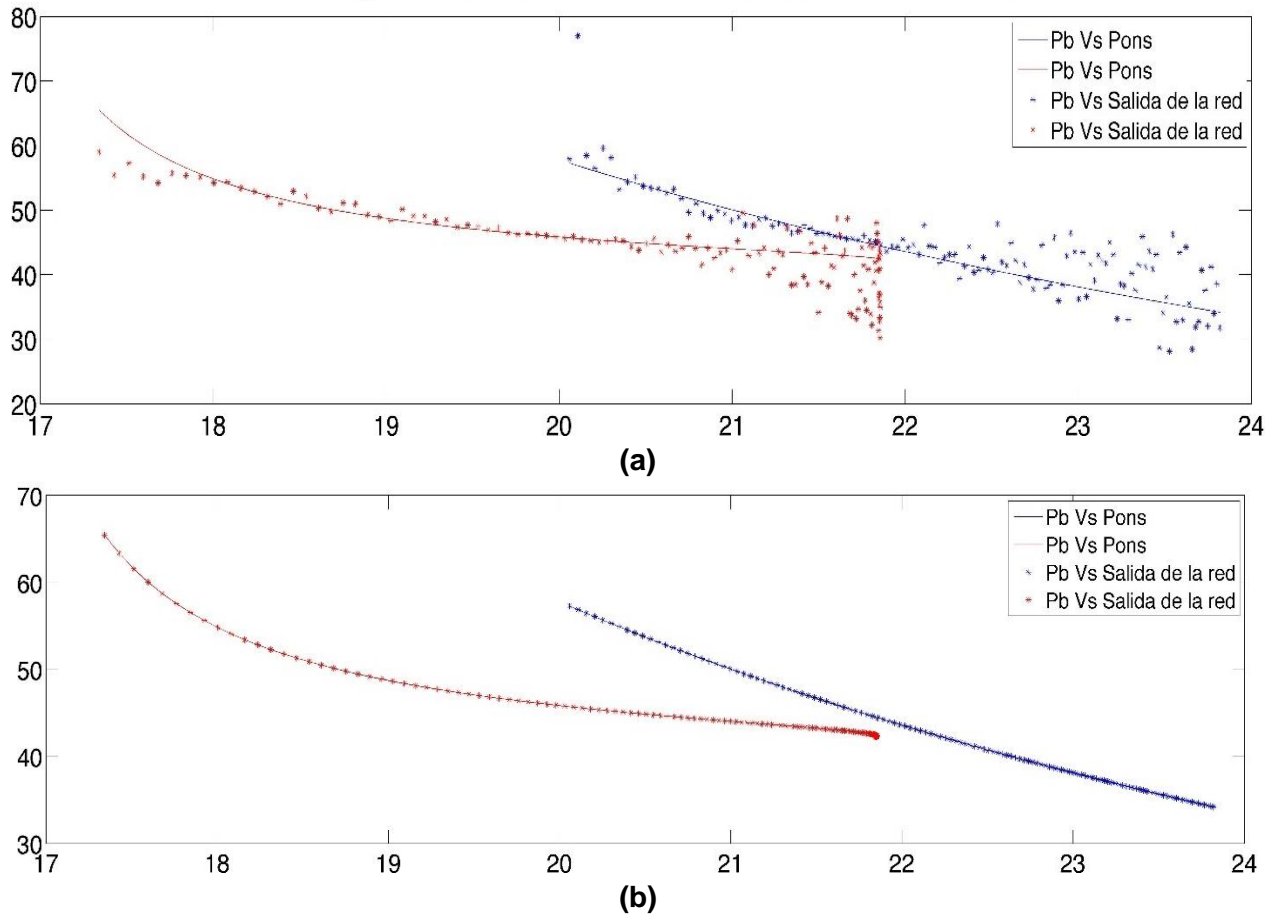 80
70
60
50
40
30
20
17 18 19 20 21 22 23 24
Pb Vs Pons
Pb Vs Pons
Pb Vs Salida de la red
Pb Vs Salida de la red
(a)
70
60
50
40
30
17 18 19 20 21 22 23 24
Pb Vs Pons
Pb Vs Pons
Pb Vs Salida de la red
Pb Vs Salida de la red
(b)